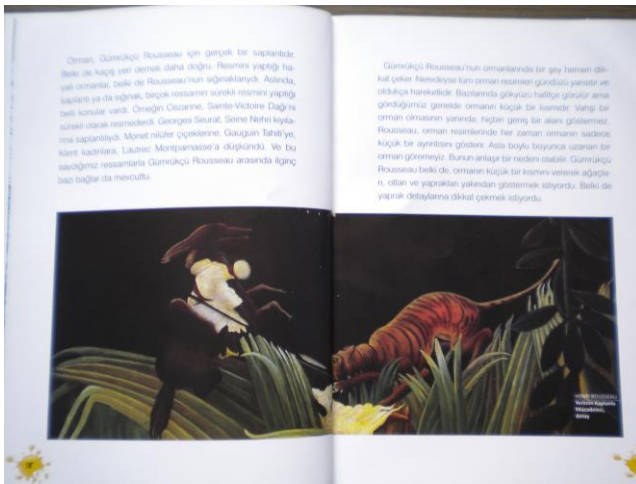 Orman, Gümrükçü Rousseau için gerçek bir saplantıdır.
Belki de kaçış yeri demek daha doğru. Resmini yaptığı ha-
yali ormanlar, belki de Rousseau'nun sığınaklarıydı. Aslında,
saplantı ya da sığınak, birçok ressamın sürekli resmini yaptığı
belli konular vardı. Örneğin Cezanne, Sainte-Victoire Dağı'nı
sürekli olarak resmederdi. Georges Seurat, Seine Nehri kıyıla-
rına saplantılıydı. Monet nilüfer çiçeklerine, Gauguin Tahiti'ye,
Klimt kadınlara, Lautrec Montparnasse'a düşkündü. Ve bu
saydığımız ressamlarla Gümrükçü Rousseau arasında ilginç
bazı bağlar da mevcuttu.
Gümrükçü Rousseau'nun ormanlarında bir şey hemen dik-
kat çeker. Neredeyse tüm orman resimleri gündüzü yansıtır ve
oldukça hareketlidir. Bazılarında gökyüzü hafifçe görülür ama
gördüğümüz genelde ormanın küçük bir kısmıdır. Vahşi bir
orman olmasının yanında, hiçbiri geniş bir alanı göstermez.
Rousseau, orman resimlerinde her zaman ormanın sadece
küçük bir ayrıntısını gösterir. Asla boylu boyunca uzanan bir
orman göremeyiz. Bunun anlaşılır bir nedeni olabilir. Gümrükçü
Rousseau belki de, ormanın küçük bir kısmını vererek ağaçla-
rı, otları ve yaprakları yakından göstermek istiyordu. Belki de
yaprak detaylarına dikkat çekmek istiyordu.
HENRI ROUSSEAU
Yerlinin Kaplanla
Mücadelesi,
detay